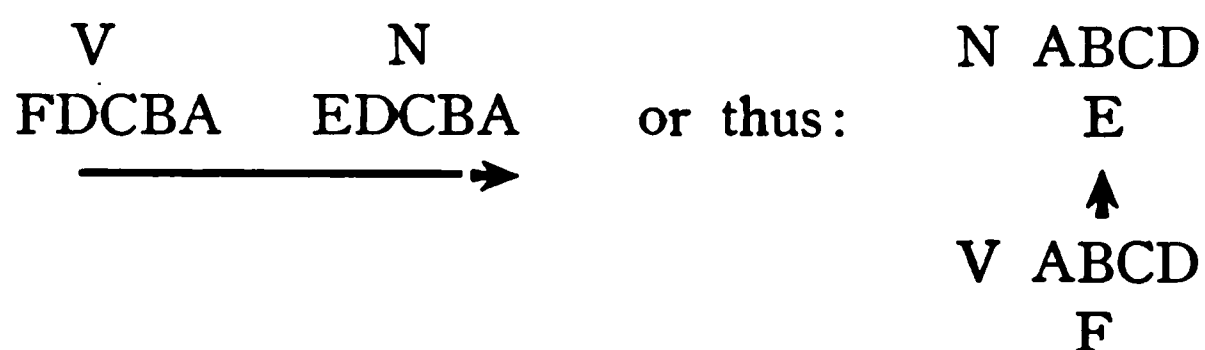 V N N ABCD
FDCBA EDCBA or thus: E
V ABCD
F